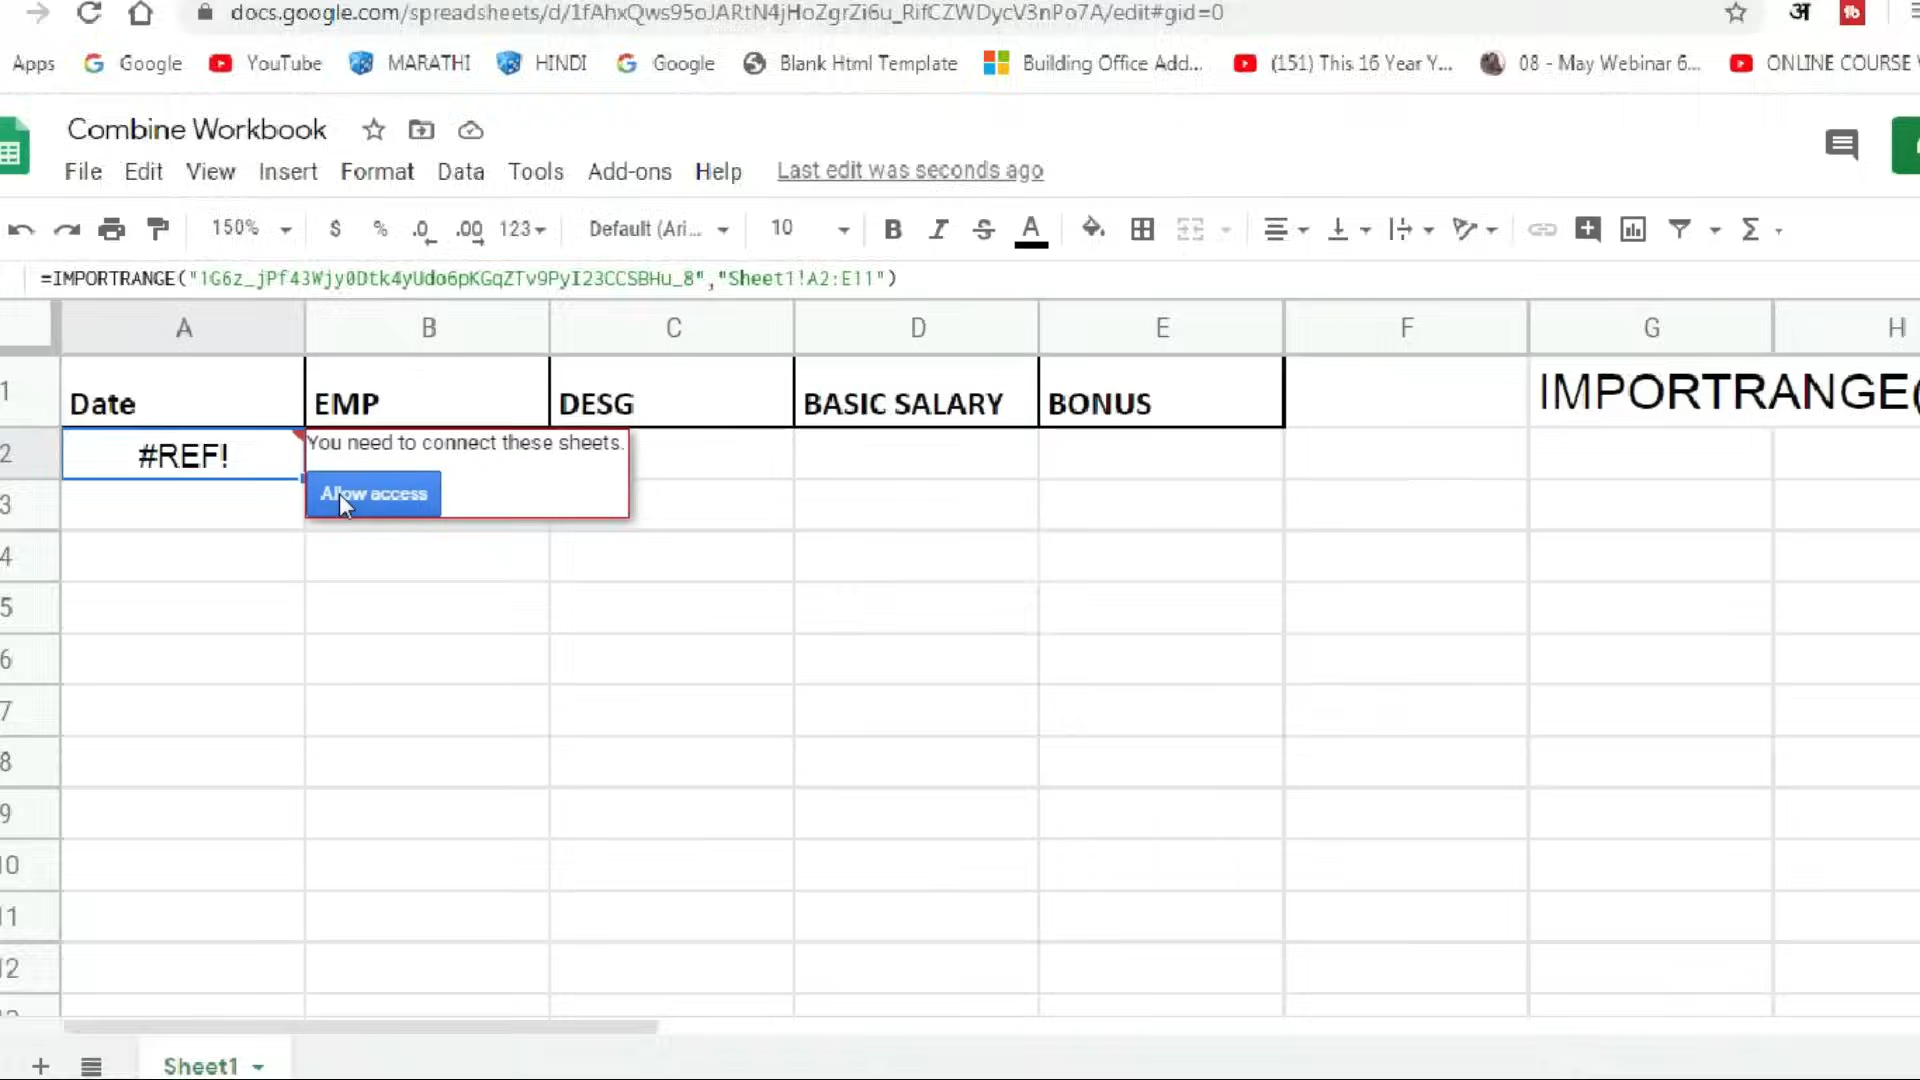 docs.google.com/spreadsheets/d/1fAhxQws95oJARtN4jHoZgrZi6u_RifCZWDycV3nPo7A/edit#gid=0
अ
Apps Google YouTube MARATHI HINDI Google Blank Html Template Building Office Add... (151) This 16 Year Y... 08 - May Webinar 6... ONLINE COURSE
Combine Workbook
File Edit View Insert Format Data Tools Add-ons Help Last edit was seconds ago
150% $ % .0 .00 123 Default (Ari... 10 B I S A Σ
=IMPORTRANGE("1G6z_jPf43Wjy0Dtk4yUdo6pKGqZTv9PyI23CCSBHu_8","Sheet1!A2:E11")
A B C D E F G H
1 Date EMP DESG BASIC SALARY BONUS IMPORTRANGE(
2 #REF! You need to connect these sheets.
3 Allow access
4
5
6
7
8
9
10
11
12
Sheet1